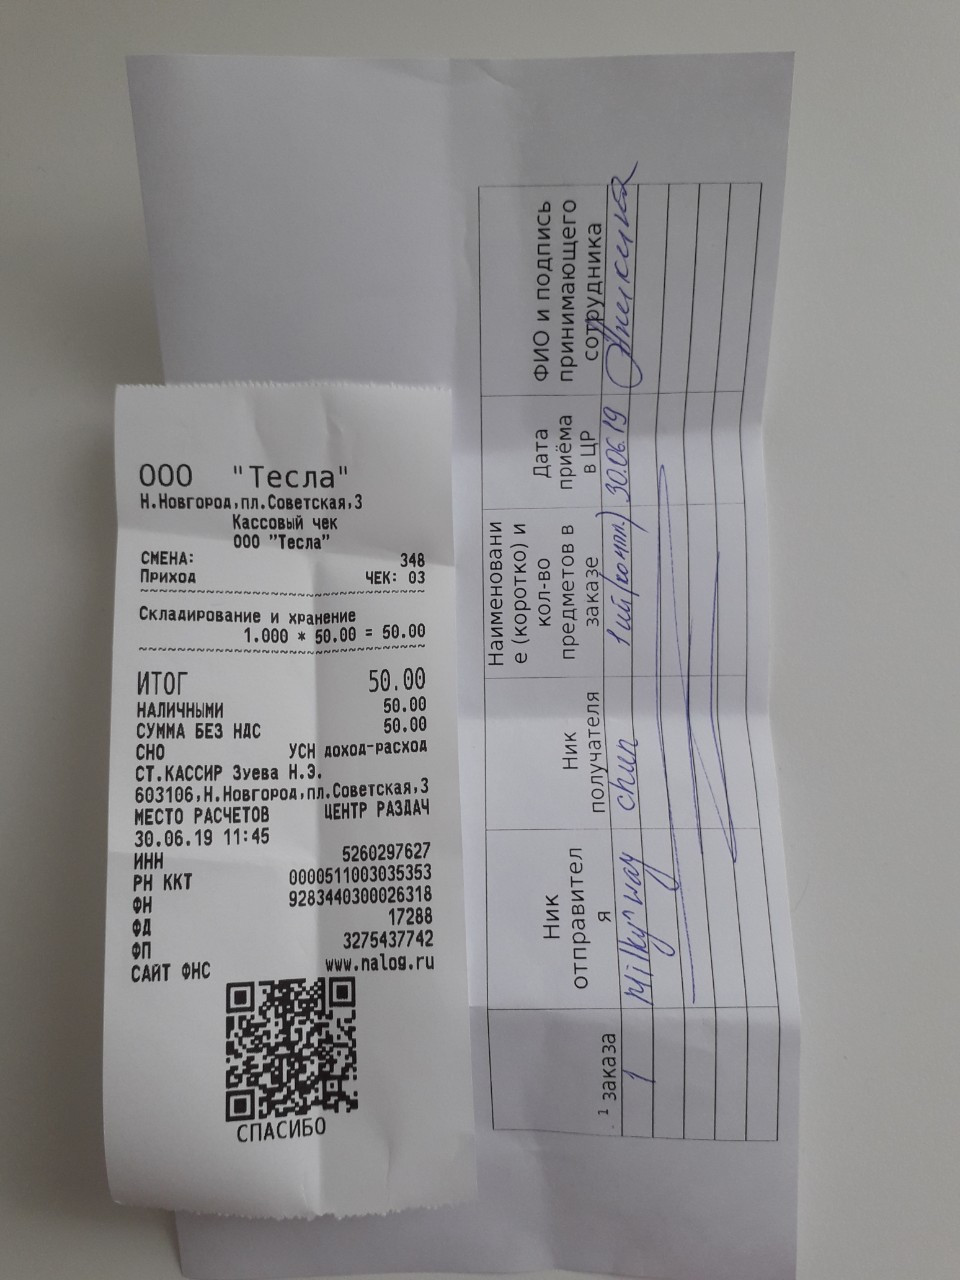 ООО "Тесла"
Н.Новгород,пл.Советская,3
Кассовый чек
ООО "Тесла"
СМЕНА: 348
Приход ЧЕК: 03
~~~~~~~~~~~~~~~~~~~~~~~~~~~~~~~~
Складирование и хранение
1.000 * 50.00 = 50.00
~~~~~~~~~~~~~~~~~~~~~~~~~~~~~~~~
ИТОГ 50.00
НАЛИЧНЫМИ 50.00
СУММА БЕЗ НДС 50.00
СНО УСН доход-расход
СТ.КАССИР Зуева Н.Э.
603106,Н.Новгород,пл.Советская,3
МЕСТО РАСЧЕТОВ ЦЕНТР РАЗДАЧ
30.06.19 11:45
ИНН 5260297627
РН ККТ 0000511003035353
ФН 9283440300026318
ФД 17288
ФП 3275437742
САЙТ ФНС www.nalog.ru
СПАСИБО
заказа
Ник
отправител
я
Ник
получателя
Наименовани
е (коротко) и
кол-во
предметов в
заказе
Дата
приёма
в ЦР
ФИО и подпись
принимающего
сотрудника
1 Milky way 1 шт 30.06.19